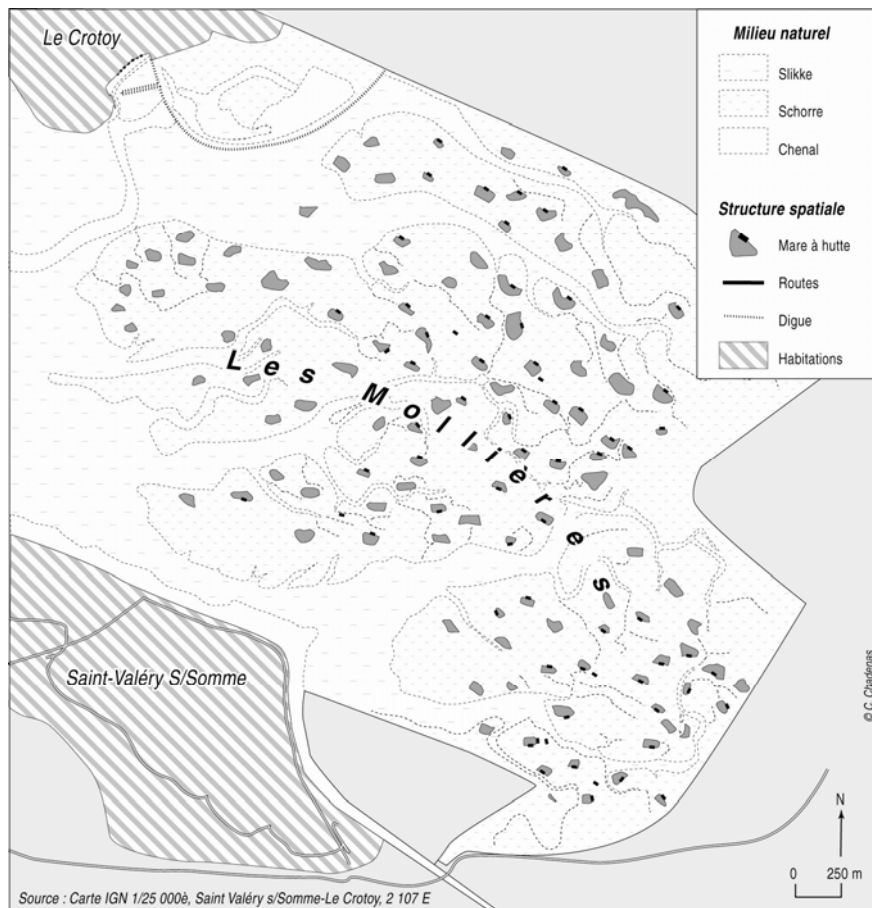 Le Crotoy
Milieu naturel
Slikke
Schorre
Chenal
Structure spatiale
Mare à hutte
Routes
Digue
Habitations
Les Mollières
Saint-Valéry S/Somme
© C. Chadenas
N
0 250 m
Source : Carte IGN 1/25 000è, Saint Valéry s/Somme-Le Crotoy, 2 107 E